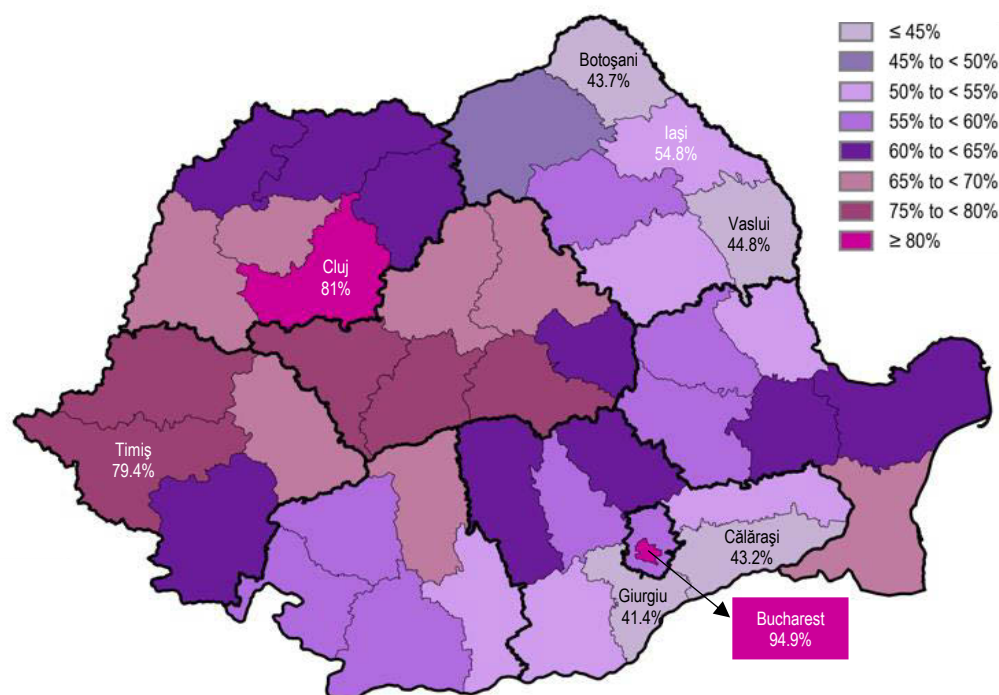 ≤ 45%
45% to < 50%
50% to < 55%
55% to < 60%
60% to < 65%
65% to < 70%
75% to < 80%
≥ 80%
Botoşani
43.7%
Iaşi
54.8%
Vaslui
44.8%
Cluj
81%
Timiş
79.4%
Călăraşi
43.2%
Giurgiu
41.4%
Bucharest
94.9%